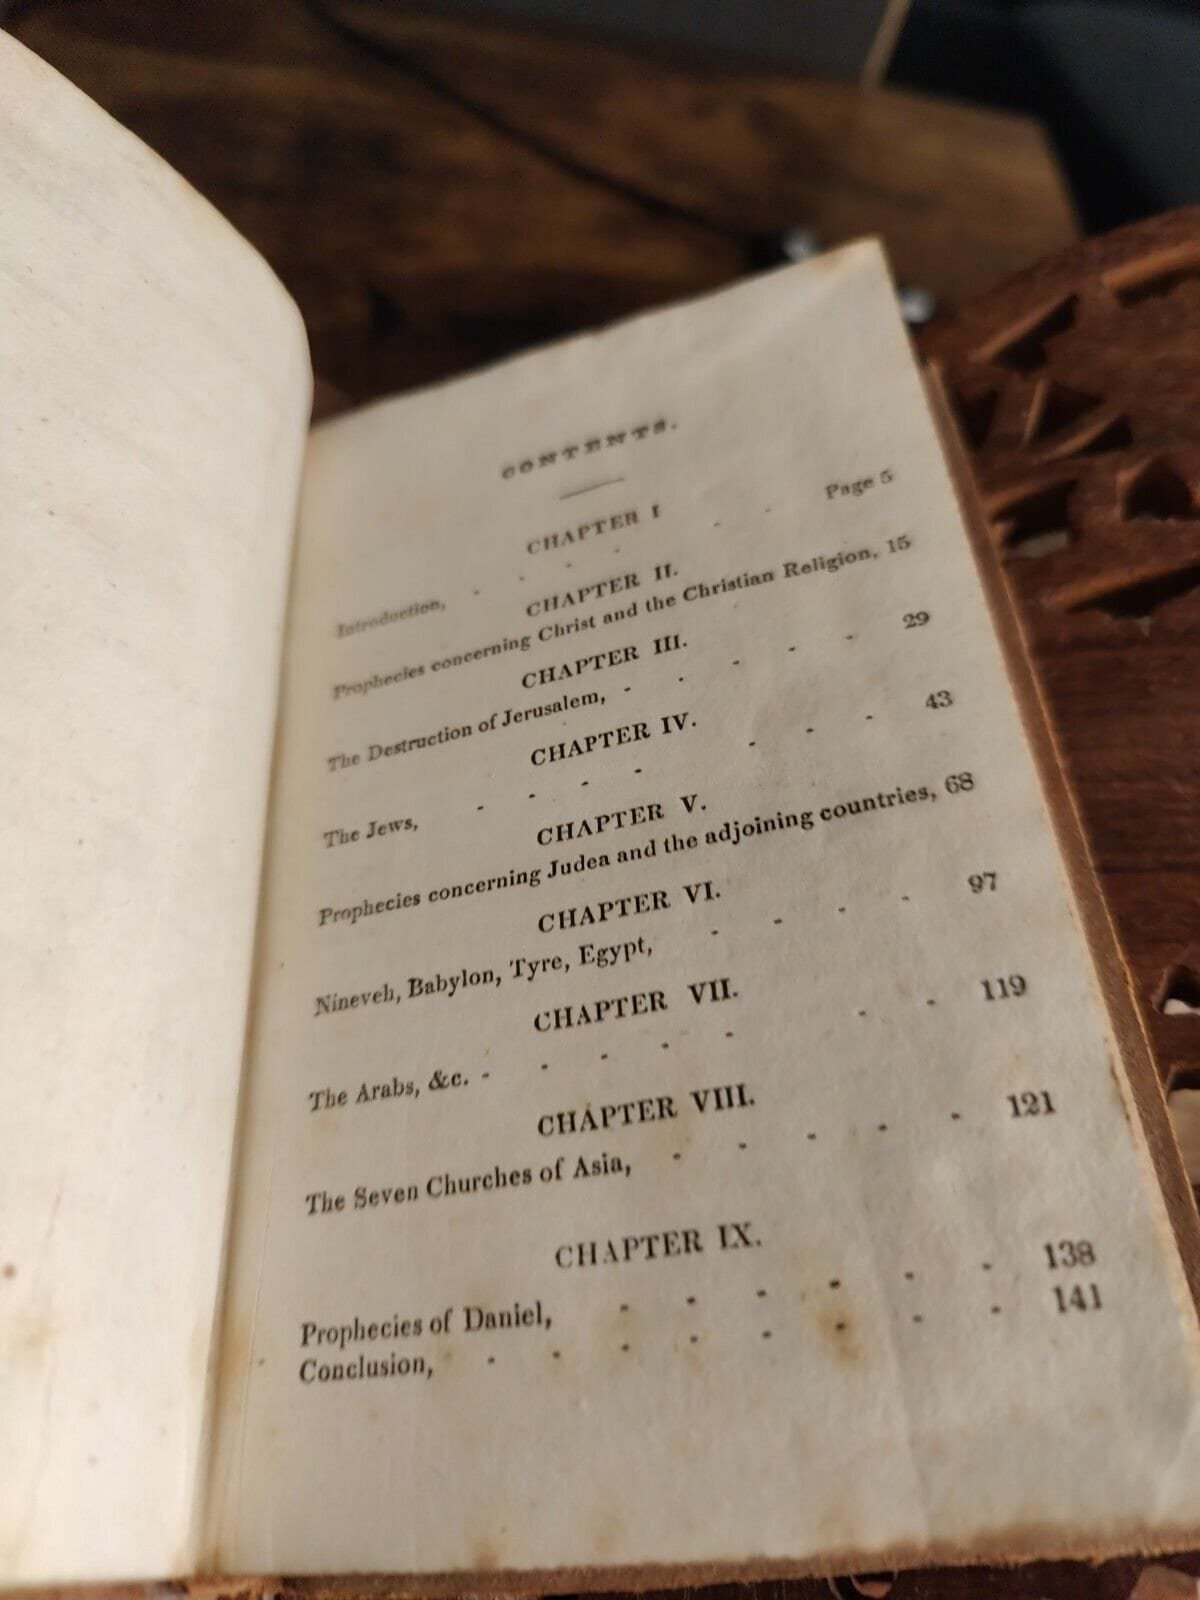 CONTENTS.
CHAPTER I
Introduction, - - - - - - Page 5
CHAPTER II.
Prophecies concerning Christ and the Christian Religion, 15
CHAPTER III.
The Destruction of Jerusalem, - - - - - 29
CHAPTER IV.
The Jews, - - - - - - - 43
CHAPTER V.
Prophecies concerning Judea and the adjoining countries, 68
CHAPTER VI.
Nineveh, Babylon, Tyre, Egypt, - - - - 97
CHAPTER VII.
The Arabs, &c. - - - - - - - 119
CHAPTER VIII.
The Seven Churches of Asia, - - - - - 121
CHAPTER IX.
Prophecies of Daniel, - - - - - - 138
Conclusion, - - - - - - - - 141